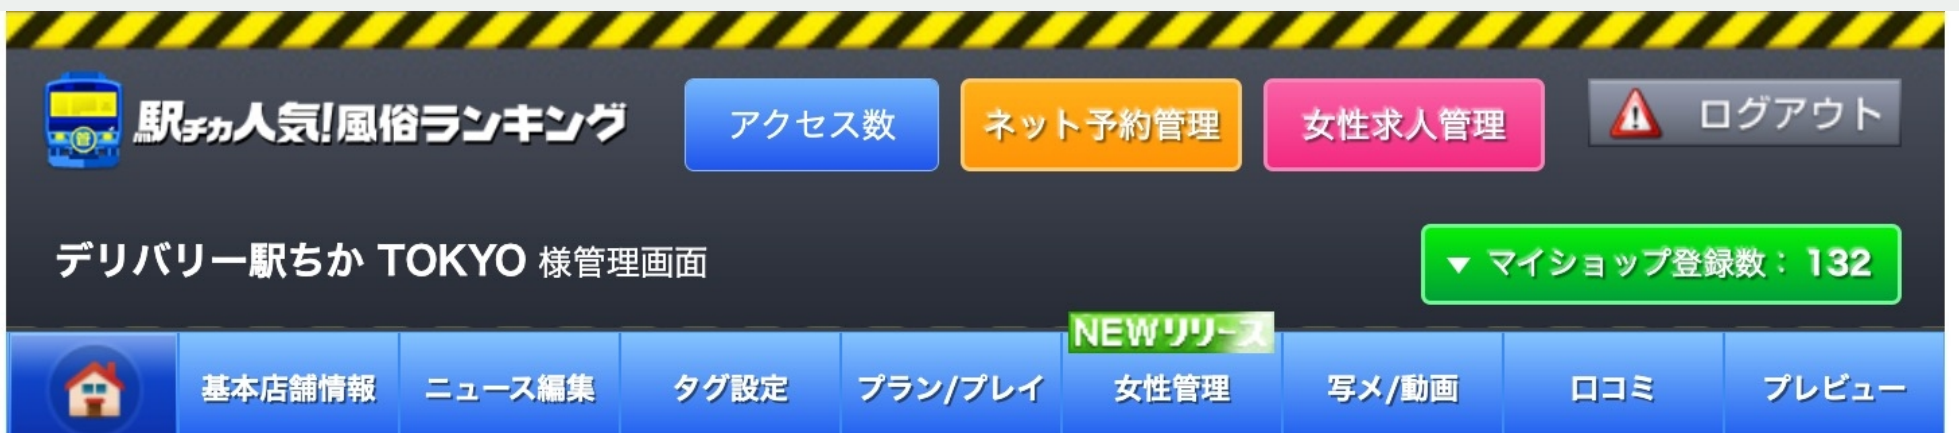 駅チカ人気!風俗ランキング
アクセス数
ネット予約管理
女性求人管理
ログアウト
デリバリー駅ちか TOKYO 様管理画面
▼ マイショップ登録数: 132
NEWリリース
基本店舗情報
ニュース編集
タグ設定
プラン/プレイ
女性管理
写メ/動画
口コミ
プレビュー